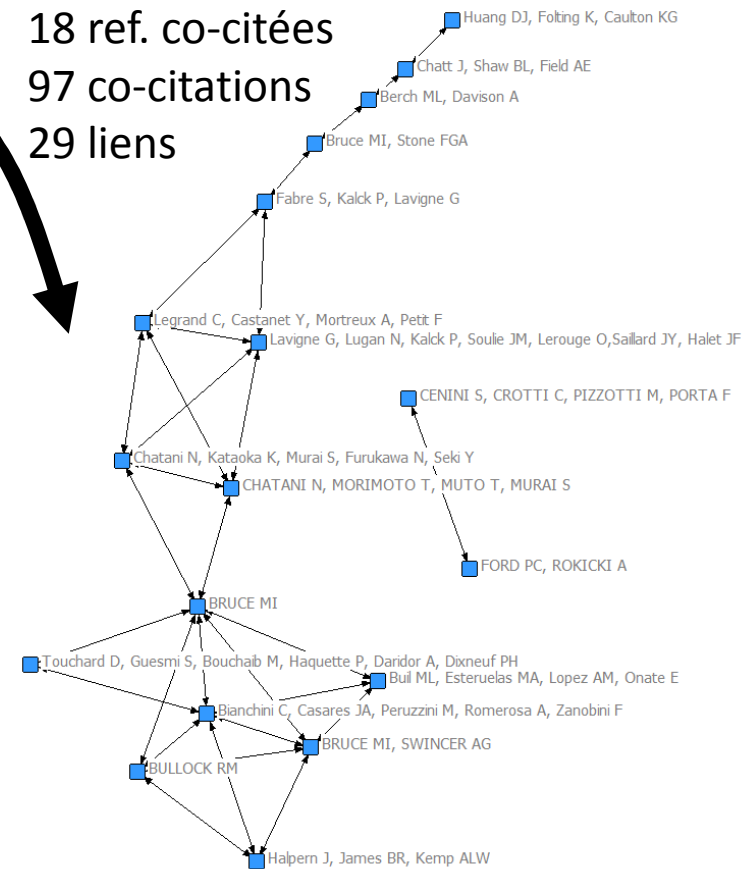 18 ref. co-citées
97 co-citations
29 liens
Huang DJ, Folting K, Caulton KG
Chatt J, Shaw BL, Field AE
Berch ML, Davison A
Bruce MI, Stone FGA
Fabre S, Kalck P, Lavigne G
Legrand C, Castanet Y, Mortreux A, Petit F
Lavigne G, Lugan N, Kalck P, Soulie JM, Lerouge O,Saillard JY, Halet JF
CENINI S, CROTTI C, PIZZOTTI M, PORTA F
Chatani N, Kataoka K, Murai S, Furukawa N, Seki Y
CHATANI N, MORIMOTO T, MUTO T, MURAI S
FORD PC, ROKICKI A
BRUCE MI
Touchard D, Guesmi S, Bouchaib M, Haquette P, Daridor A, Dixneuf PH
Buil ML, Esteruelas MA, Lopez AM, Onate E
Bianchini C, Casares JA, Peruzzini M, Romerosa A, Zanobini F
BRUCE MI, SWINCER AG
BULLOCK RM
Halpern J, James BR, Kemp ALW